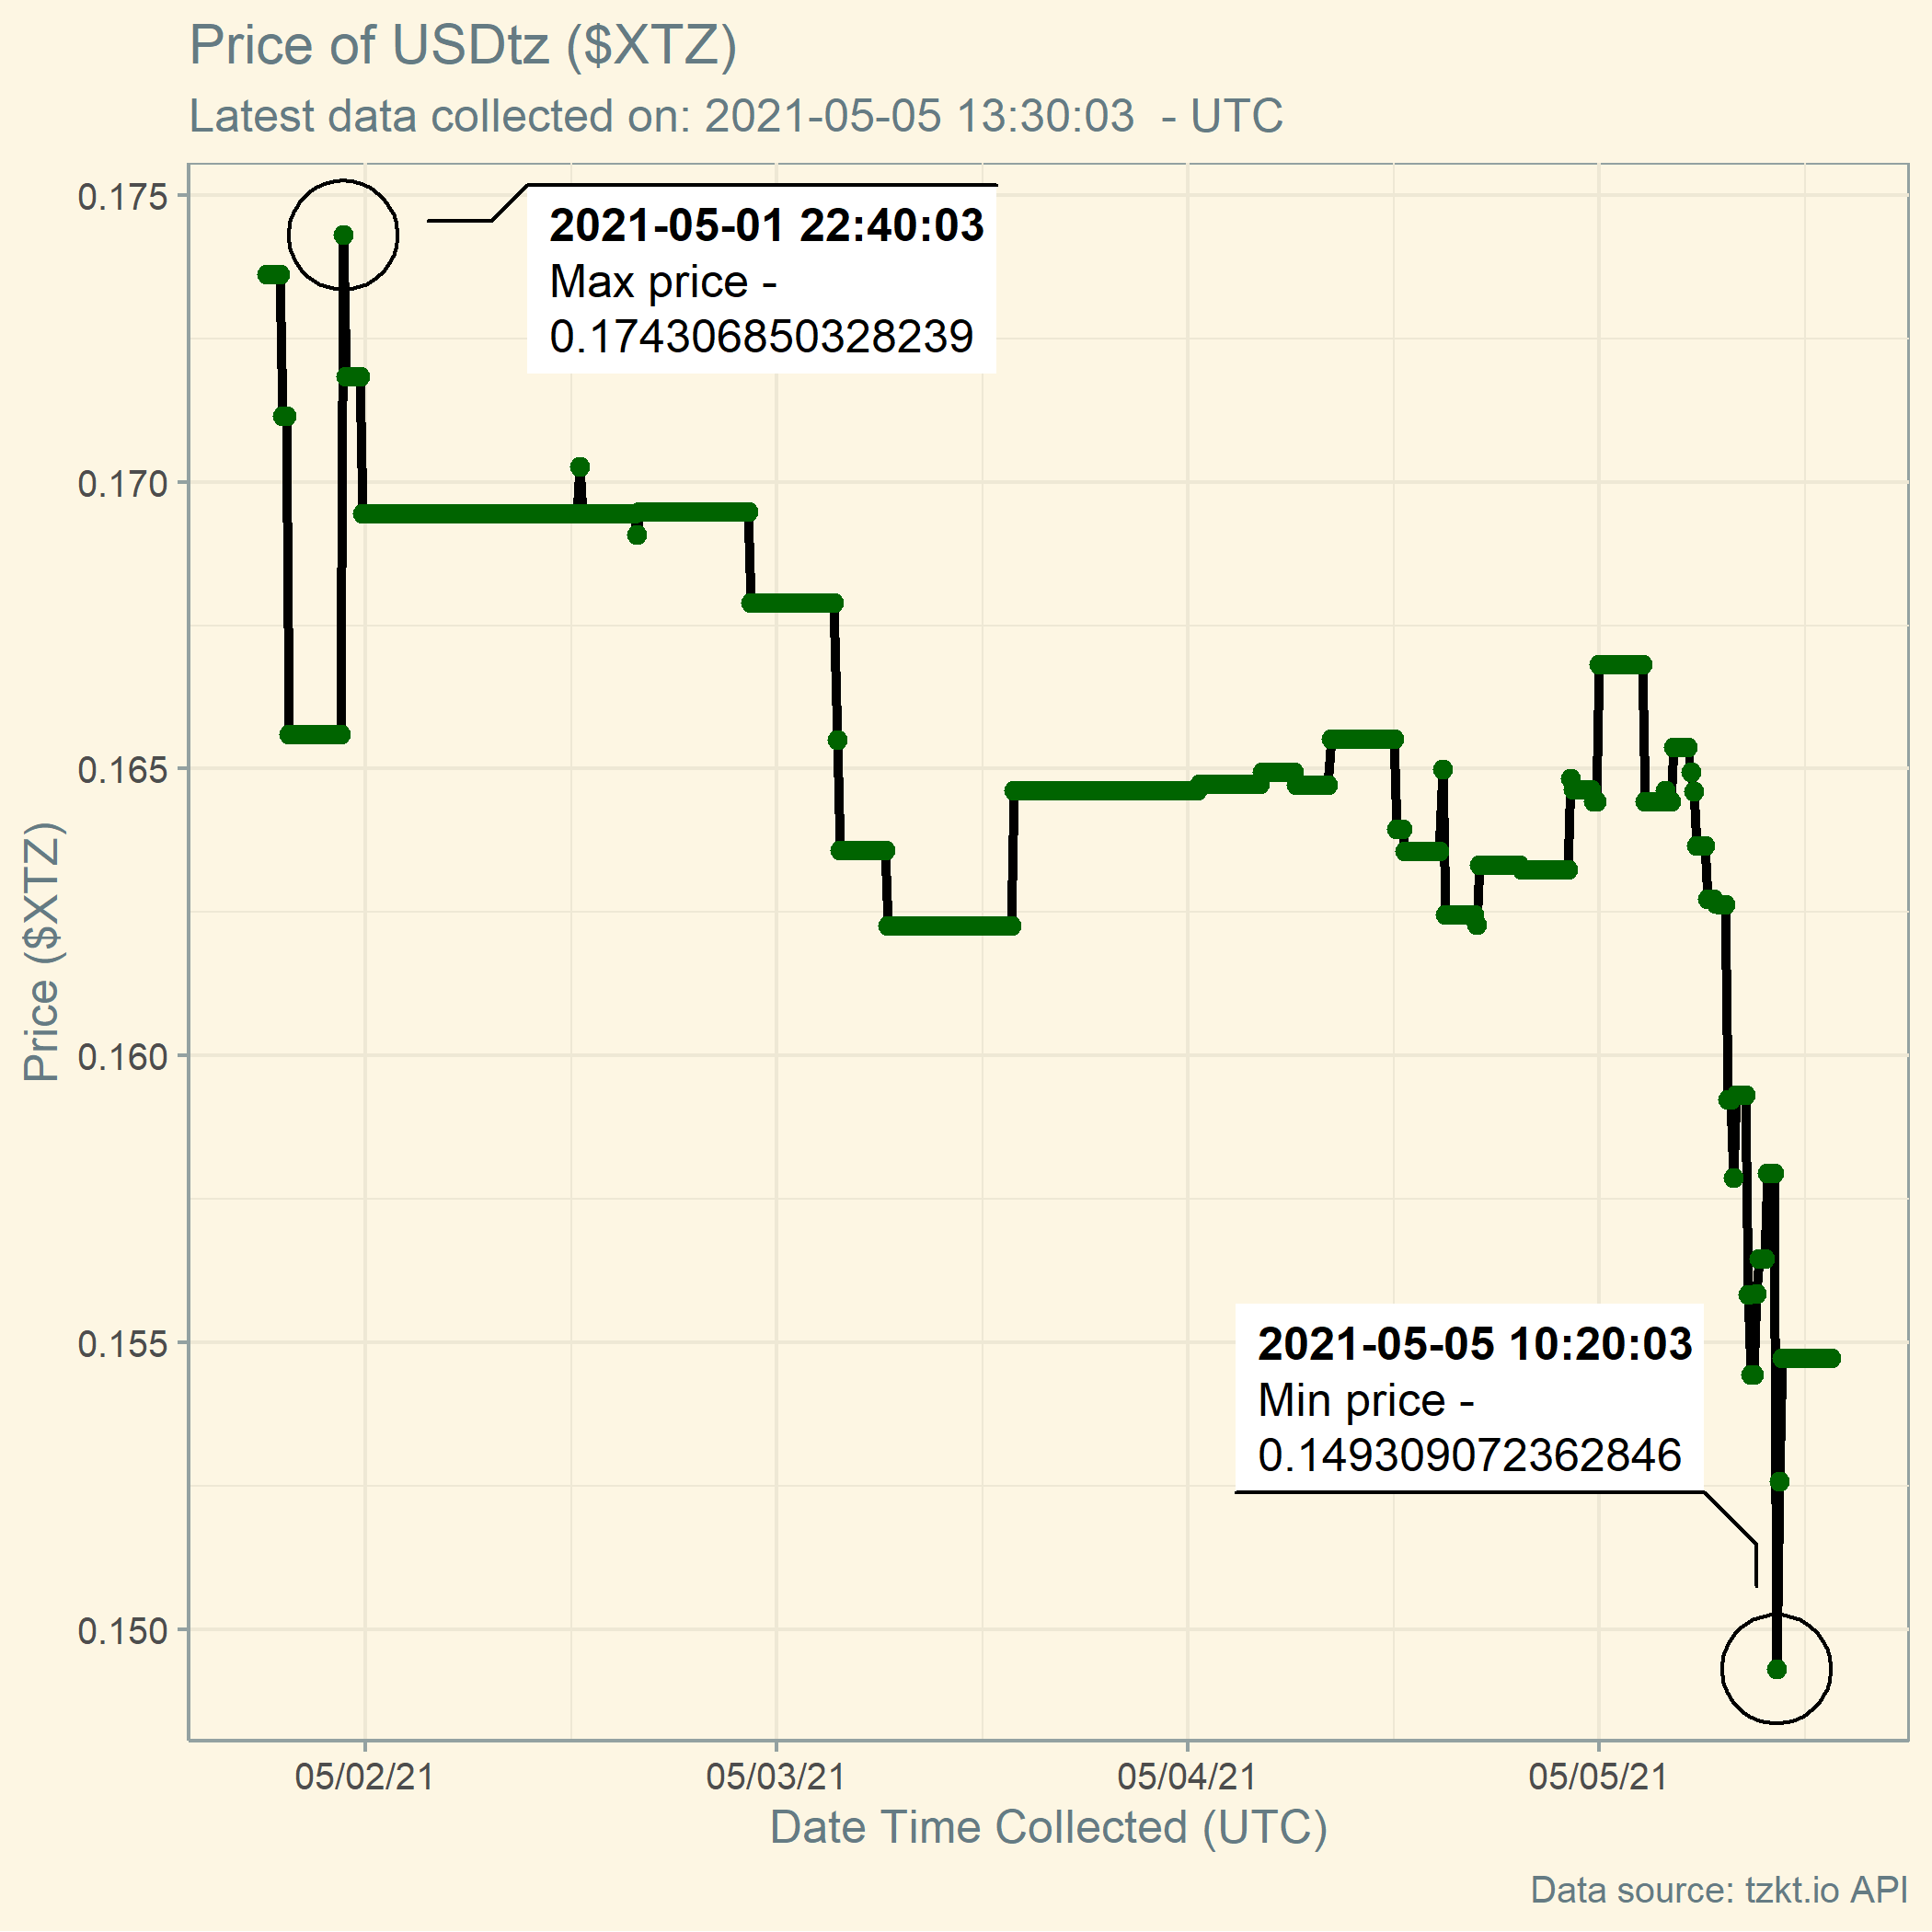 Price of USDtz ($XTZ)
Latest data collected on: 2021-05-05 13:30:03  - UTC
2021-05-01 22:40:03
Max price -
0.174306850328239
0.175
0.170
0.165
0.160
0.155
0.150
Price ($XTZ)
2021-05-05 10:20:03
Min price -
0.149309072362846
05/02/21
05/03/21
05/04/21
05/05/21
Date Time Collected (UTC)
Data source: tzkt.io API